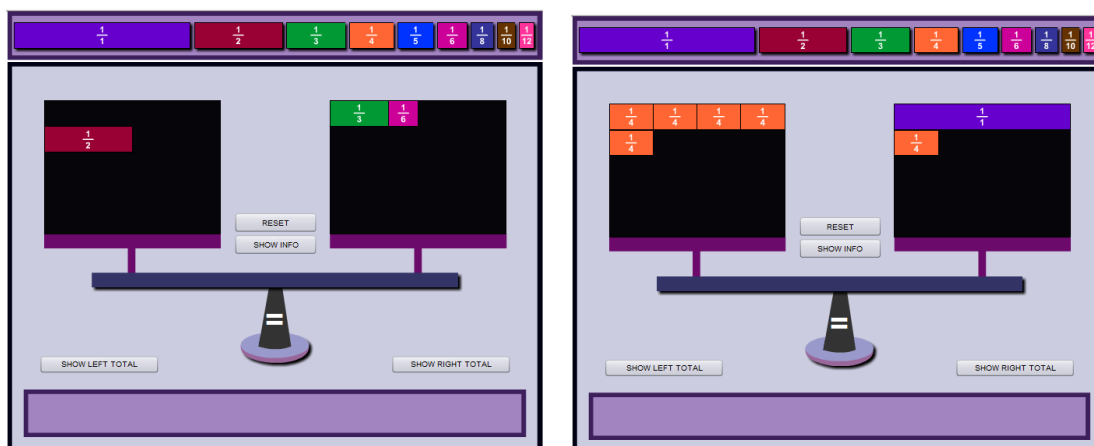 1/1 1/2 1/3 1/4 1/5 1/6 1/8 1/10 1/12
1/3 1/6
1/2
RESET
SHOW INFO
=
SHOW LEFT TOTAL SHOW RIGHT TOTAL
1/1 1/2 1/3 1/4 1/5 1/6 1/8 1/10 1/12
1/4 1/4 1/4 1/4 1/1
1/4 1/4
RESET
SHOW INFO
=
SHOW LEFT TOTAL SHOW RIGHT TOTAL